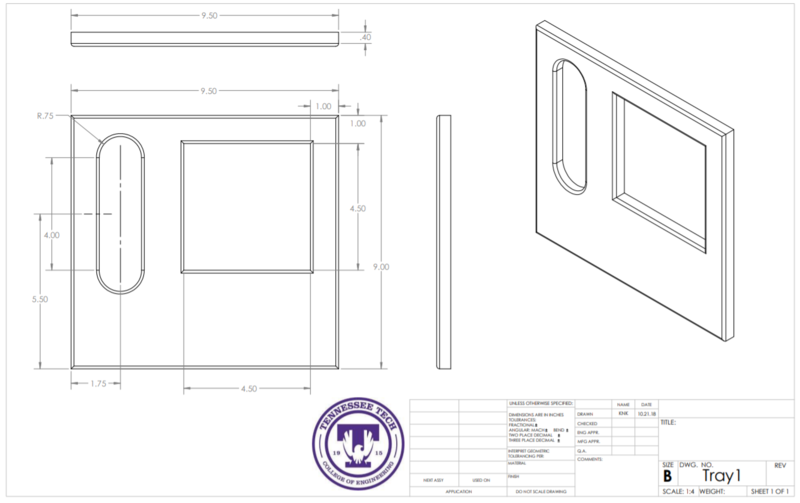 9.50
.40
9.50
1.00
R.75
1.00
4.50
4.00
9.00
5.50
1.75
4.50
TENNESSEE TECH
T
1915
COLLEGE OF ENGINEERING
UNLESS OTHERWISE SPECIFIED:
NAME
DATE
DIMENSIONS ARE IN INCHES
TOLERANCES:
FRACTIONAL ±
ANGULAR: MACH ± BEND ±
TWO PLACE DECIMAL ±
THREE PLACE DECIMAL ±
DRAWN
KNK
10.21.18
CHECKED
ENG APPR.
MFG APPR.
INTERPRET GEOMETRIC
TOLERANCING PER:
Q.A.
MATERIAL
COMMENTS:
FINISH
NEXT ASSY
USED ON
APPLICATION
DO NOT SCALE DRAWING
TITLE:
SIZE
B
DWG. NO.
Tray1
REV
SCALE: 1:4
WEIGHT:
SHEET 1 OF 1